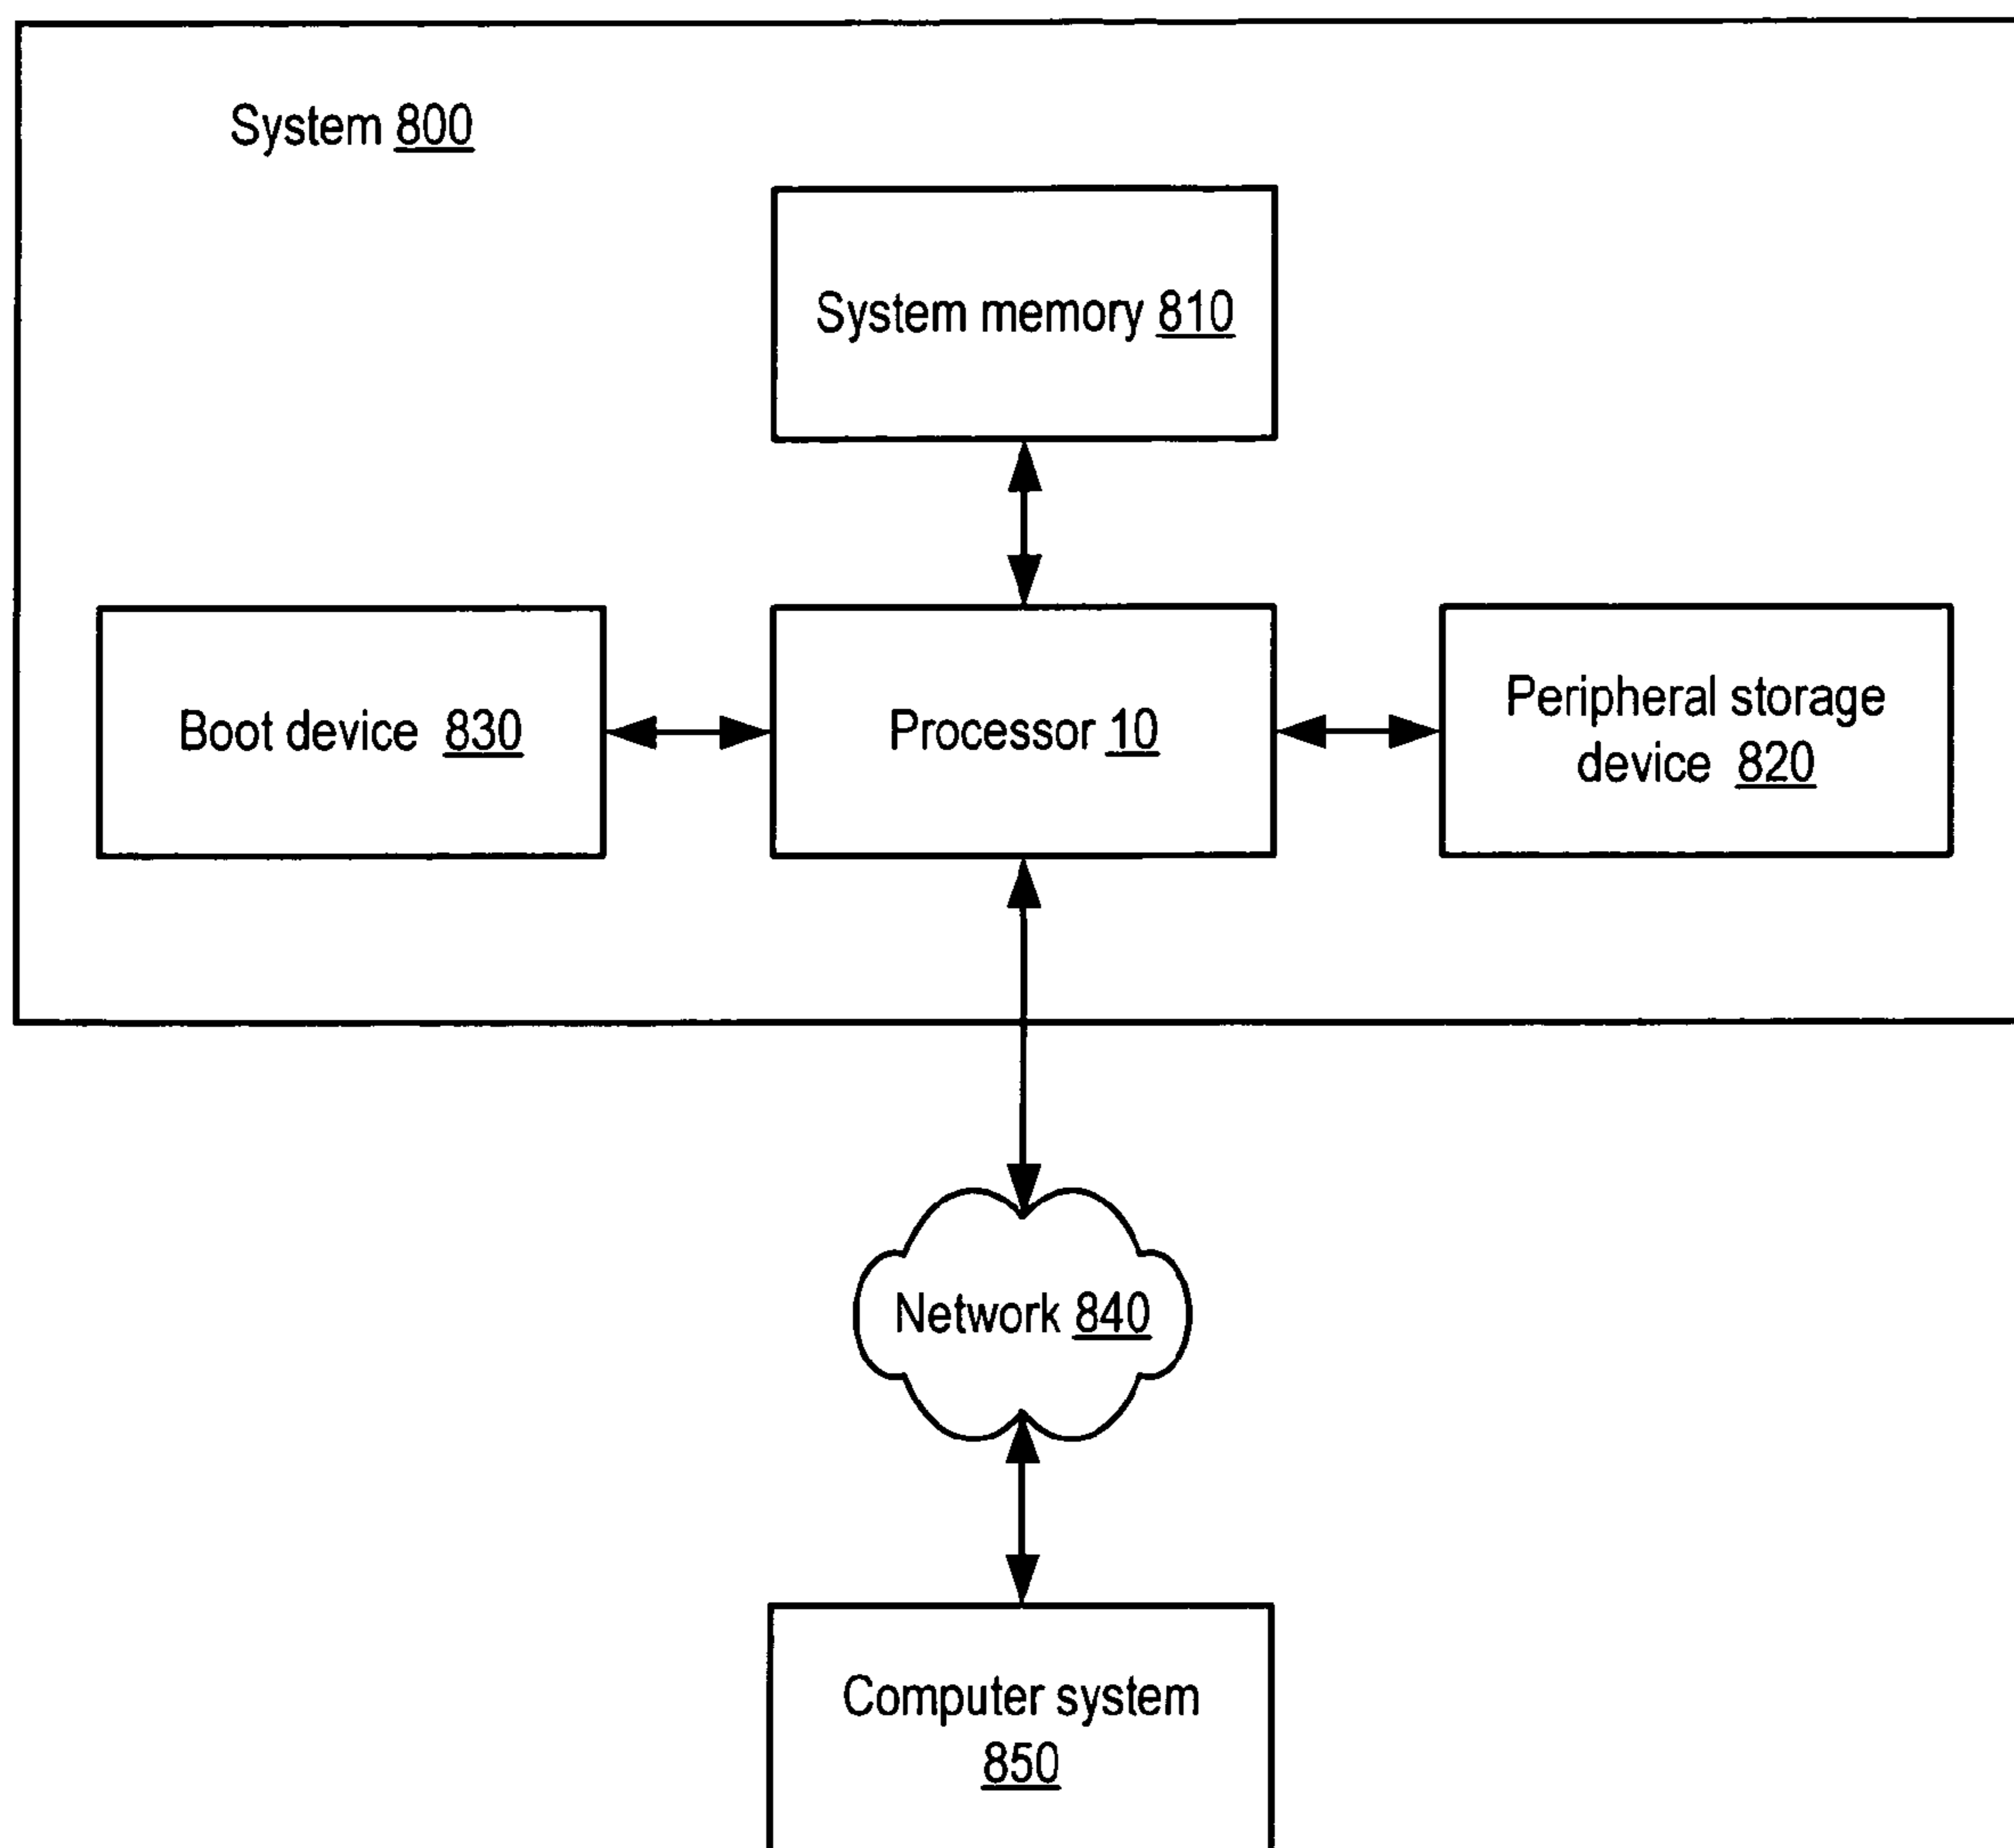 System 800
System memory 810
Boot device 830
Processor 10
Peripheral storage
device 820
Network 840
Computer system
850